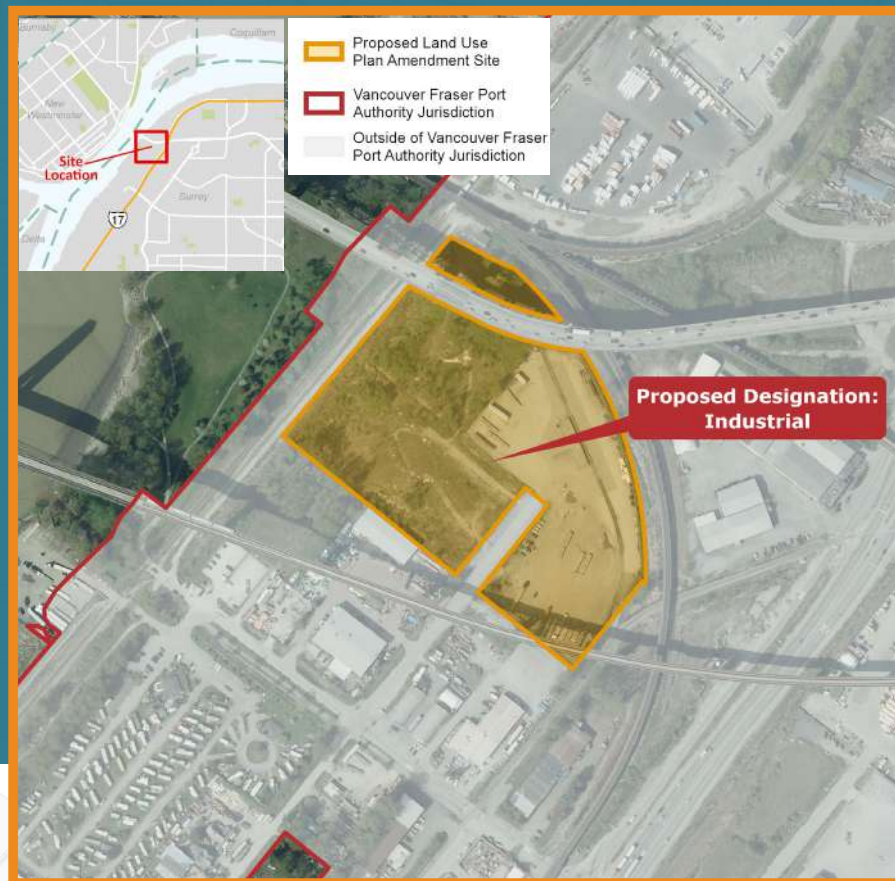 Burnaby
Coquitlam
New
Westminster
Site
Location
Surrey
17
Delta
Proposed Land Use
Plan Amendment Site
Vancouver Fraser Port
Authority Jurisdiction
Outside of Vancouver Fraser
Port Authority Jurisdiction
Proposed Designation:
Industrial